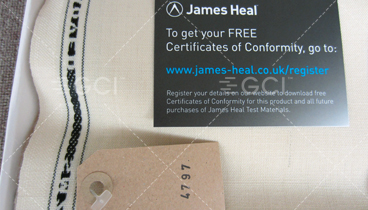 James Heal
To get your FREE
Certificates of Conformity, go to:
www.james-heal.co.uk/register
Register your details on our website to download free
Certificates of Conformity for this product and all future
purchases of James Heal Test Materials.
GCI
GCI
4797